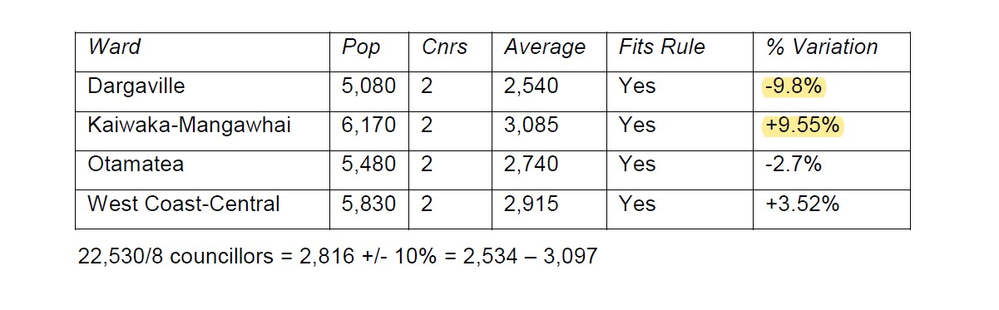 Ward Pop Cnrs Average Fits Rule % Variation
Dargaville 5,080 2 2,540 Yes -9.8%
Kaiwaka-Mangawhai 6,170 2 3,085 Yes +9.55%
Otamatea 5,480 2 2,740 Yes -2.7%
West Coast-Central 5,830 2 2,915 Yes +3.52%
22,530/8 councillors = 2,816 +/- 10% = 2,534 – 3,097